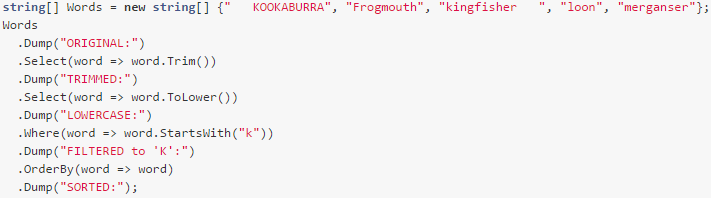 string[] Words = new string[] {"   KOOKABURRA", "Frogmouth", "kingfisher   ", "loon", "merganser"};
Words
  .Dump("ORIGINAL:")
  .Select(word => word.Trim())
  .Dump("TRIMMED:")
  .Select(word => word.ToLower())
  .Dump("LOWERCASE:")
  .Where(word => word.StartsWith("k"))
  .Dump("FILTERED to 'K':")
  .OrderBy(word => word)
  .Dump("SORTED:");